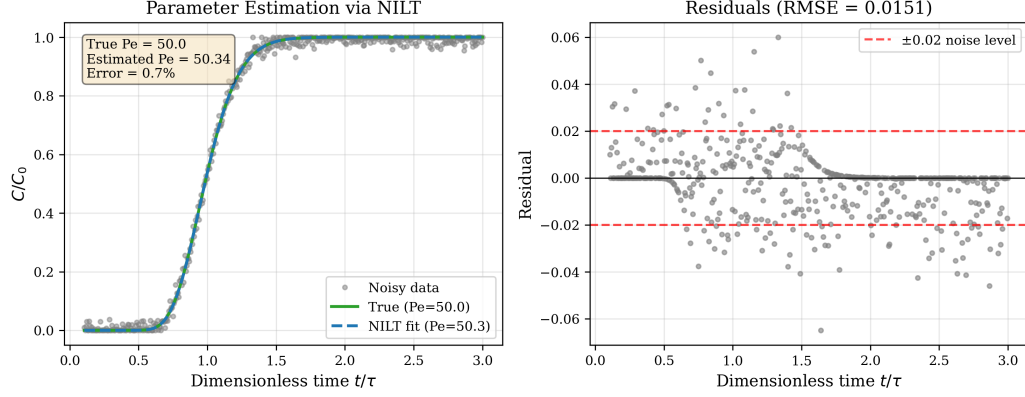 Parameter Estimation via NILT
True Pe = 50.0
Estimated Pe = 50.34
Error = 0.7%
C/C₀
1.0
0.8
0.6
0.4
0.2
0.0
Noisy data
True (Pe=50.0)
NILT fit (Pe=50.3)
0.0 0.5 1.0 1.5 2.0 2.5 3.0
Dimensionless time t/τ
Residuals (RMSE = 0.0151)
±0.02 noise level
Residual
0.06
0.04
0.02
0.00
−0.02
−0.04
−0.06
0.0 0.5 1.0 1.5 2.0 2.5 3.0
Dimensionless time t/τ